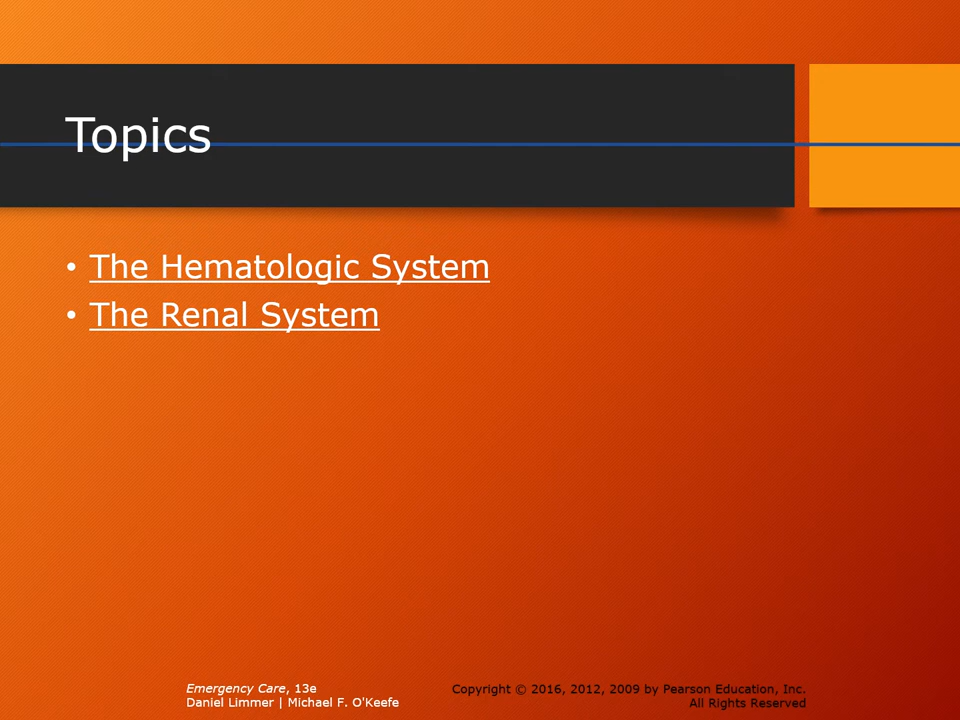 Topics
• The Hematologic System
• The Renal System
Emergency Care, 13e
Daniel Limmer | Michael F. O'Keefe
Copyright © 2016, 2012, 2009 by Pearson Education, Inc.
All Rights Reserved